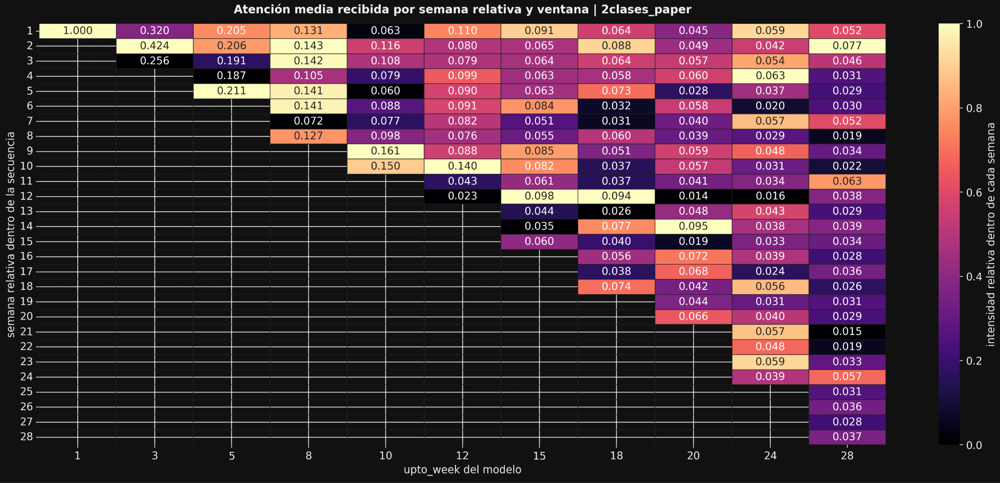 Atención media recibida por semana relativa y ventana | 2clases_paper
1 1.000 0.320 0.205 0.131 0.063 0.110 0.091 0.064 0.045 0.059 0.052
2 0.424 0.206 0.143 0.116 0.080 0.065 0.088 0.049 0.042 0.077
3 0.256 0.191 0.142 0.108 0.079 0.064 0.064 0.057 0.054 0.046
4 0.187 0.105 0.079 0.099 0.063 0.058 0.060 0.063 0.031
5 0.211 0.141 0.060 0.090 0.063 0.073 0.028 0.037 0.029
6 0.141 0.088 0.091 0.084 0.032 0.058 0.020 0.030
7 0.072 0.077 0.082 0.051 0.031 0.040 0.057 0.052
8 0.127 0.098 0.076 0.055 0.060 0.039 0.029 0.019
9 0.161 0.088 0.085 0.051 0.059 0.048 0.034
10 0.150 0.140 0.082 0.037 0.057 0.031 0.022
11 0.043 0.061 0.037 0.041 0.034 0.063
12 0.023 0.098 0.094 0.014 0.016 0.038
13 0.044 0.026 0.048 0.043 0.029
14 0.035 0.077 0.095 0.038 0.039
15 0.060 0.040 0.019 0.033 0.034
16 0.056 0.072 0.039 0.028
17 0.038 0.068 0.024 0.036
18 0.074 0.042 0.056 0.026
19 0.044 0.031 0.031
20 0.066 0.040 0.029
21 0.057 0.015
22 0.048 0.019
23 0.059 0.033
24 0.039 0.057
25 0.031
26 0.036
27 0.028
28 0.037
1 3 5 8 10 12 15 18 20 24 28
upto_week del modelo
semana relativa dentro de la secuencia
1.0
0.8
0.6
0.4
0.2
0.0
intensidad relativa dentro de cada semana